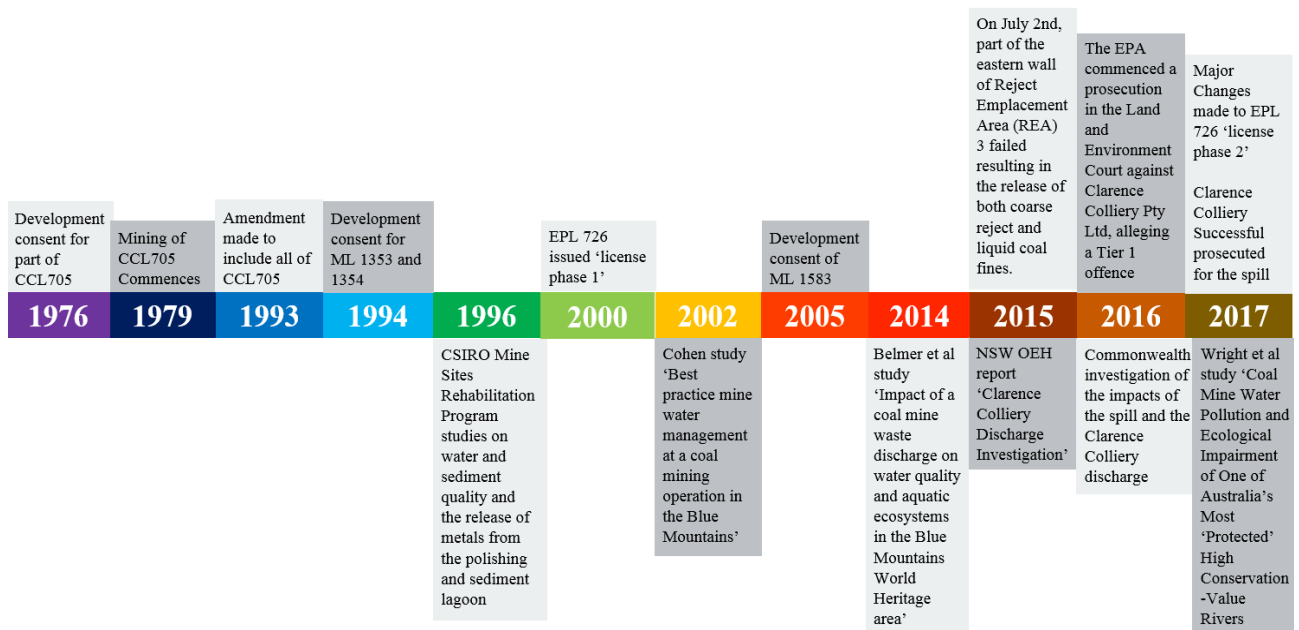 Development
consent for
part of
CCL705
Mining of
CCL705
Commences
Amendment
made to
include all of
CCL705
Development
consent for
ML 1353 and
1354
EPL 726
issued ‘license
phase 1’
Development
consent of
ML 1583
On July 2nd,
part of the
eastern wall
of Reject
Emplacement
Area (REA)
3 failed
resulting in
the release of
both coarse
reject and
liquid coal
fines.
The EPA
commenced a
prosecution
in the Land
and
Environment
Court against
Clarence
Colliery Pty
Ltd, alleging
a Tier 1
offence
Major
Changes
made to EPL
726 ‘license
phase 2’
Clarence
Colliery
Successful
prosecuted
for the spill
1976
1979
1993
1994
1996
2000
2002
2005
2014
2015
2016
2017
CSIRO Mine
Sites
Rehabilitation
Program
studies on
water and
sediment
quality and
the release of
metals from
the polishing
and sediment
lagoon
Cohen study
‘Best
practice mine
water
management
at a coal
mining
operation in
the Blue
Mountains’
Belmer et al
study
‘Impact of a
coal mine
waste
discharge on
water quality
and aquatic
ecosystems
in the Blue
Mountains
World
Heritage
area’
NSW OEH
report
‘Clarence
Colliery
Discharge
Investigation’
Commonwealth
investigation of
the impacts of
the spill and the
Clarence
Colliery
discharge
Wright et al
study ‘Coal
Mine Water
Pollution and
Ecological
Impairment
of One of
Australia’s
Most
‘Protected’
High
Conservation
-Value
Rivers